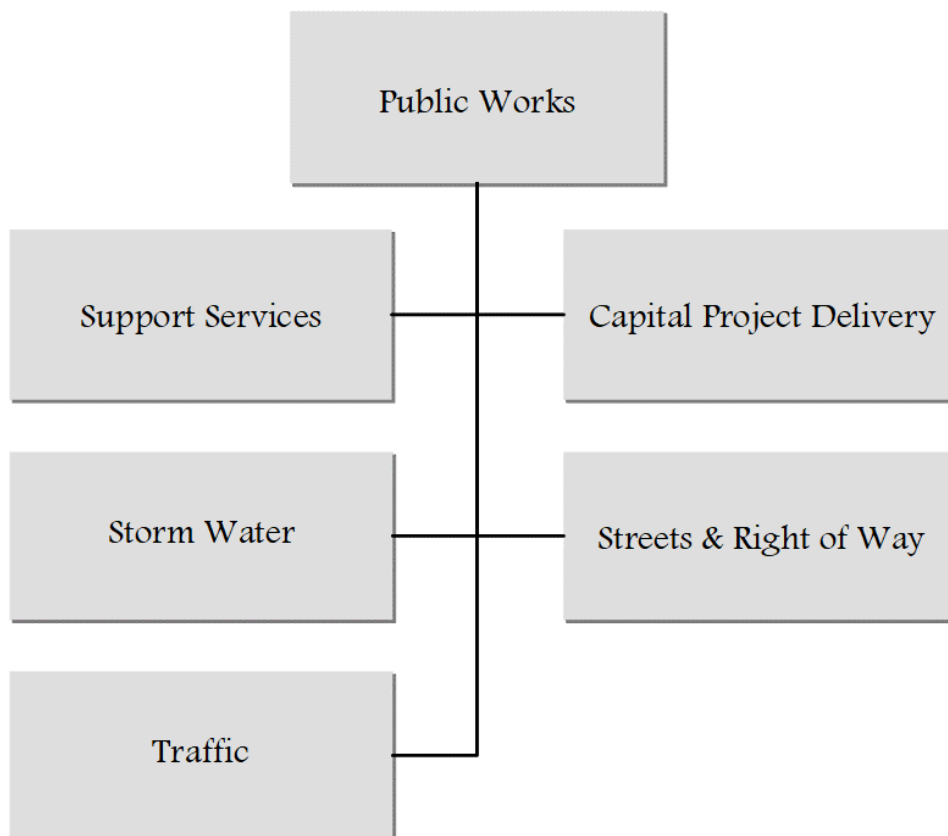 Public Works
Support Services
Capital Project Delivery
Storm Water
Streets & Right of Way
Traffic